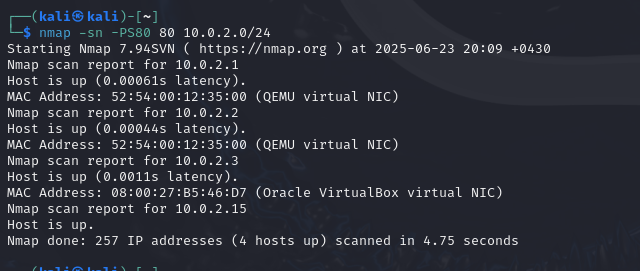 ┌──(kali㉿kali)-[~]
└─$ nmap -sn -PS80 80 10.0.2.0/24
Starting Nmap 7.94SVN ( https://nmap.org ) at 2025-06-23 20:09 +0430
Nmap scan report for 10.0.2.1
Host is up (0.00061s latency).
MAC Address: 52:54:00:12:35:00 (QEMU virtual NIC)
Nmap scan report for 10.0.2.2
Host is up (0.00044s latency).
MAC Address: 52:54:00:12:35:00 (QEMU virtual NIC)
Nmap scan report for 10.0.2.3
Host is up (0.0011s latency).
MAC Address: 08:00:27:B5:46:D7 (Oracle VirtualBox virtual NIC)
Nmap scan report for 10.0.2.15
Host is up.
Nmap done: 257 IP addresses (4 hosts up) scanned in 4.75 seconds
┌──(kali㉿kali)-[~]